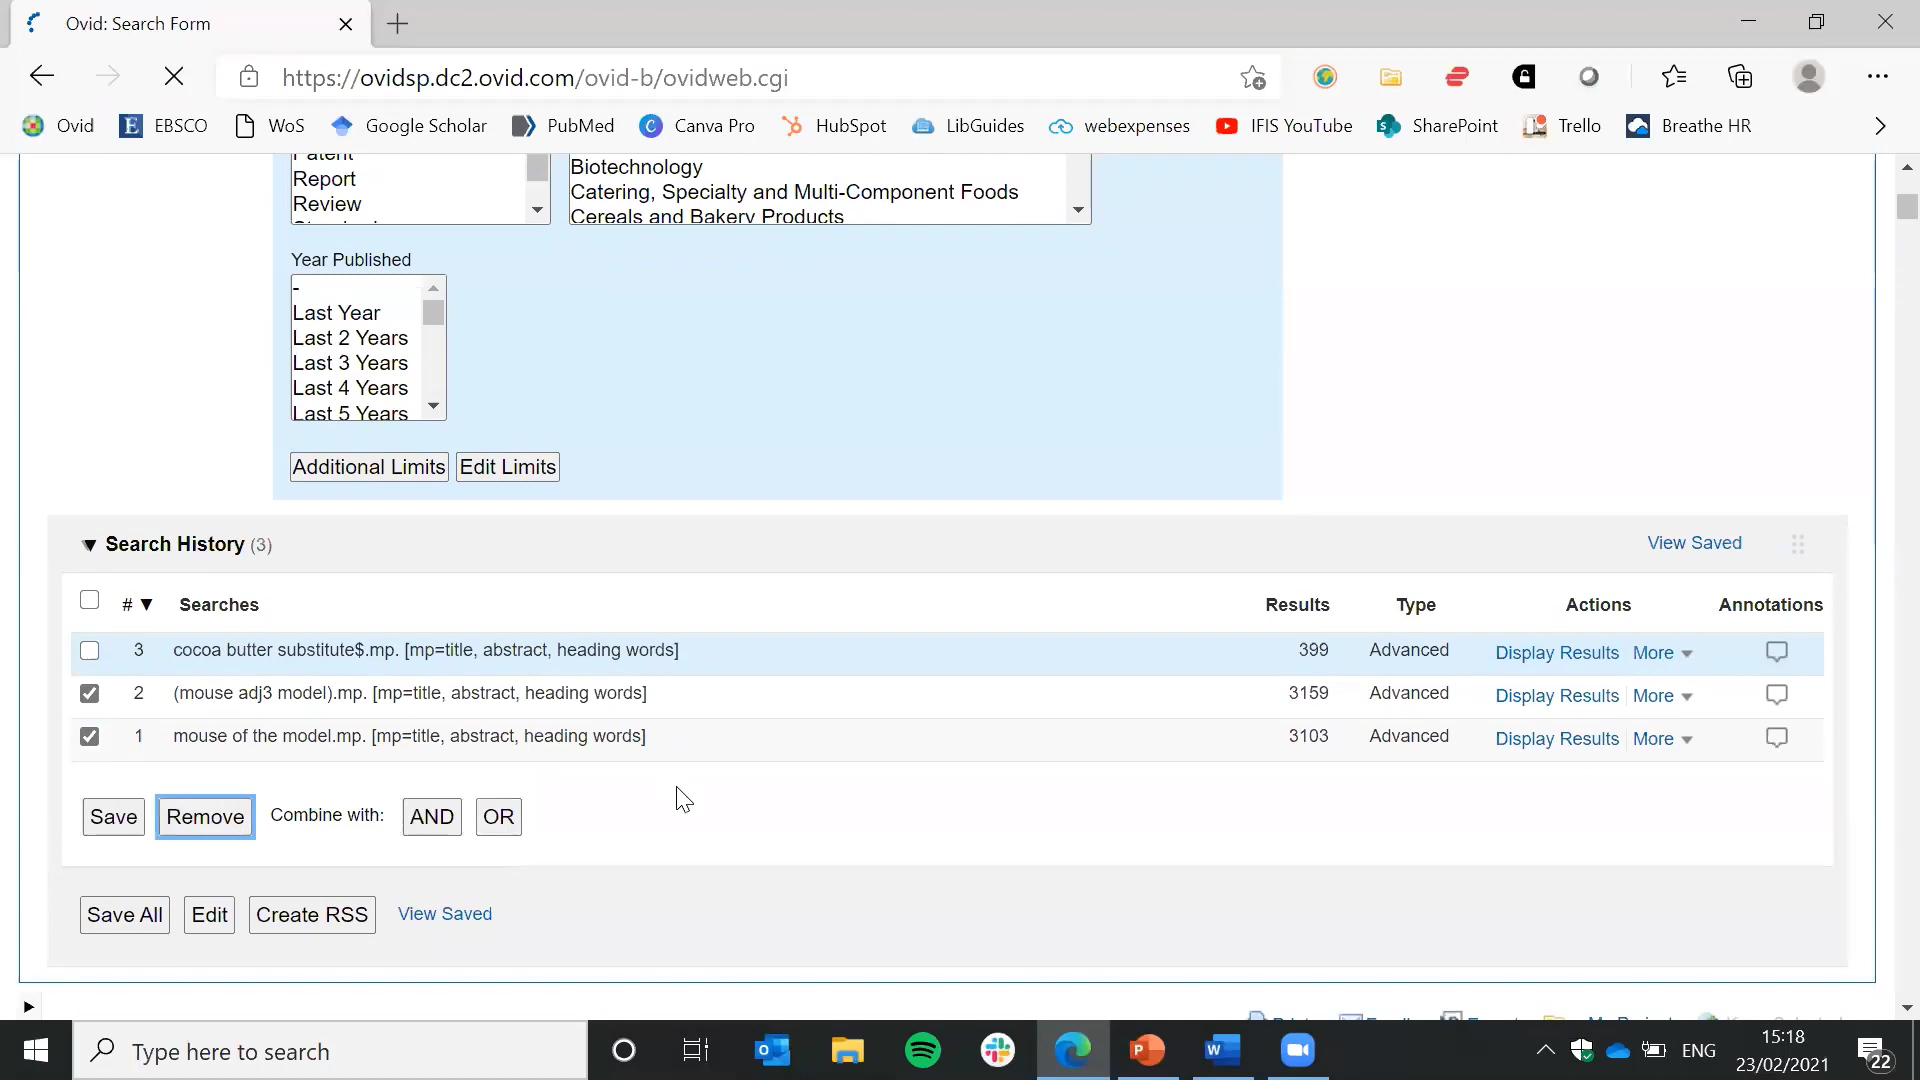 Ovid: Search Form
https://ovidsp.dc2.ovid.com/ovid-b/ovidweb.cgi
Ovid EBSCO WoS Google Scholar PubMed Canva Pro HubSpot LibGuides webexpenses IFIS YouTube SharePoint Trello Breathe HR
Patent
Report
Review
Biotechnology
Catering, Specialty and Multi-Component Foods
Cereals and Bakery Products
Year Published
-
Last Year
Last 2 Years
Last 3 Years
Last 4 Years
Last 5 Years
Additional Limits Edit Limits
Search History (3) View Saved
# ▼ Searches Results Type Actions Annotations
3 cocoa butter substitute$.mp. [mp=title, abstract, heading words] 399 Advanced Display Results More
2 (mouse adj3 model).mp. [mp=title, abstract, heading words] 3159 Advanced Display Results More
1 mouse of the model.mp. [mp=title, abstract, heading words] 3103 Advanced Display Results More
Save Remove Combine with: AND OR
Save All Edit Create RSS View Saved
Type here to search
ENG
15:18
23/02/2021
22